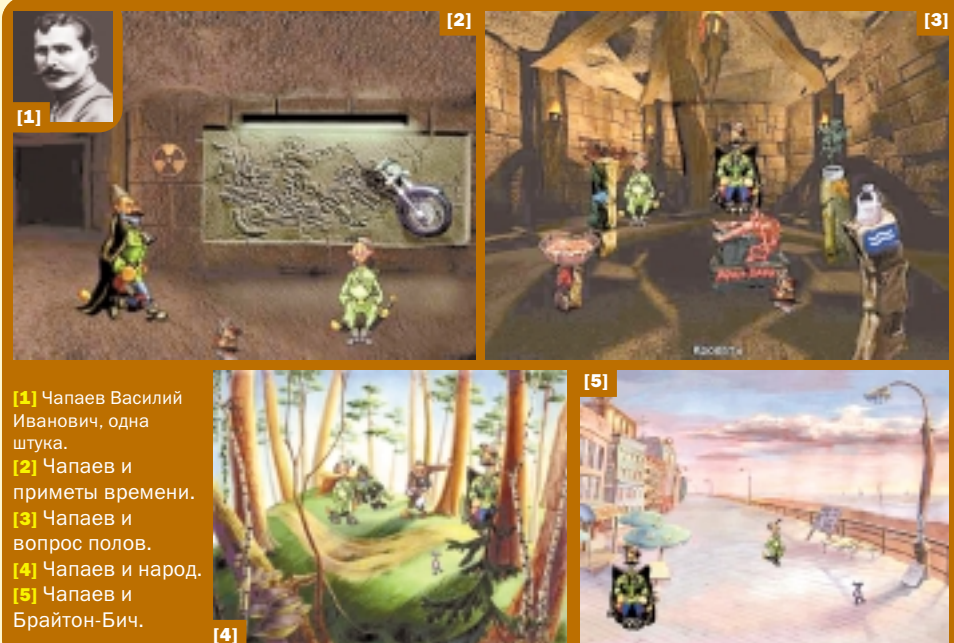 [2]
[3]
[1]
[5]
[1] Чапаев Василий
Иванович, одна
штука.
[2] Чапаев и
приметы времени.
[3] Чапаев и
вопрос полов.
[4] Чапаев и народ.
[5] Чапаев и
Брайтон-Бич.
[4]